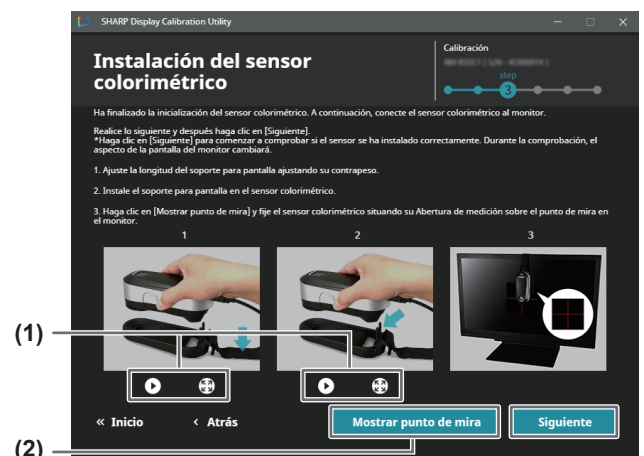 SHARP Display Calibration Utility
Instalación del sensor
colorimétrico
Calibración
step
3
Ha finalizado la inicialización del sensor colorimétrico. A continuación, conecte el sensor colorimétrico al monitor.
Realice lo siguiente y después haga clic en [Siguiente].
*Haga clic en [Siguiente] para comenzar a comprobar si el sensor se ha instalado correctamente. Durante la comprobación, el
aspecto de la pantalla del monitor cambiará.
1. Ajuste la longitud del soporte para pantalla ajustando su contrapeso.
2. Instale el soporte para pantalla en el sensor colorimétrico.
3. Haga clic en [Mostrar punto de mira] y fije el sensor colorimétrico situando su Abertura de medición sobre el punto de mira en
el monitor.
1 2 3
(1)
« Inicio ‹ Atrás Mostrar punto de mira Siguiente
(2)